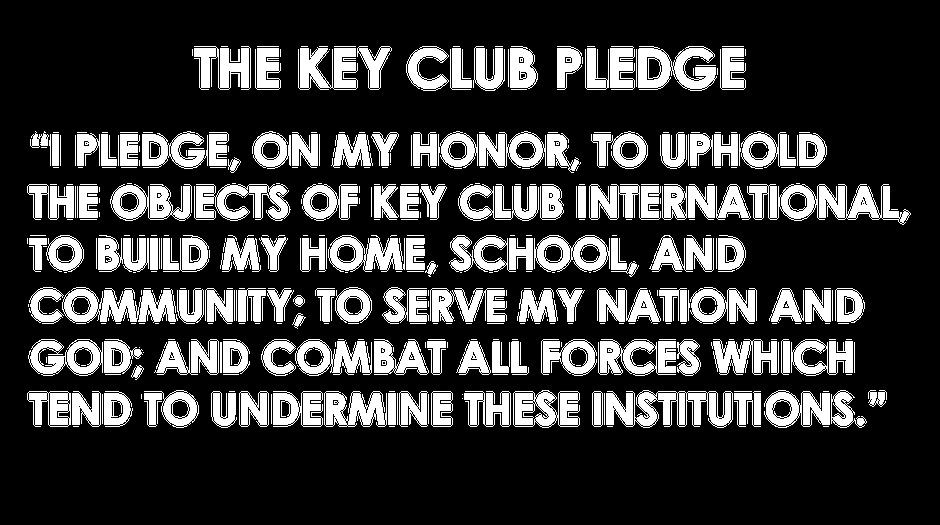 THE KEY CLUB PLEDGE
“I PLEDGE, ON MY HONOR, TO UPHOLD
THE OBJECTS OF KEY CLUB INTERNATIONAL,
TO BUILD MY HOME, SCHOOL, AND
COMMUNITY; TO SERVE MY NATION AND
GOD; AND COMBAT ALL FORCES WHICH
TEND TO UNDERMINE THESE INSTITUTIONS.”